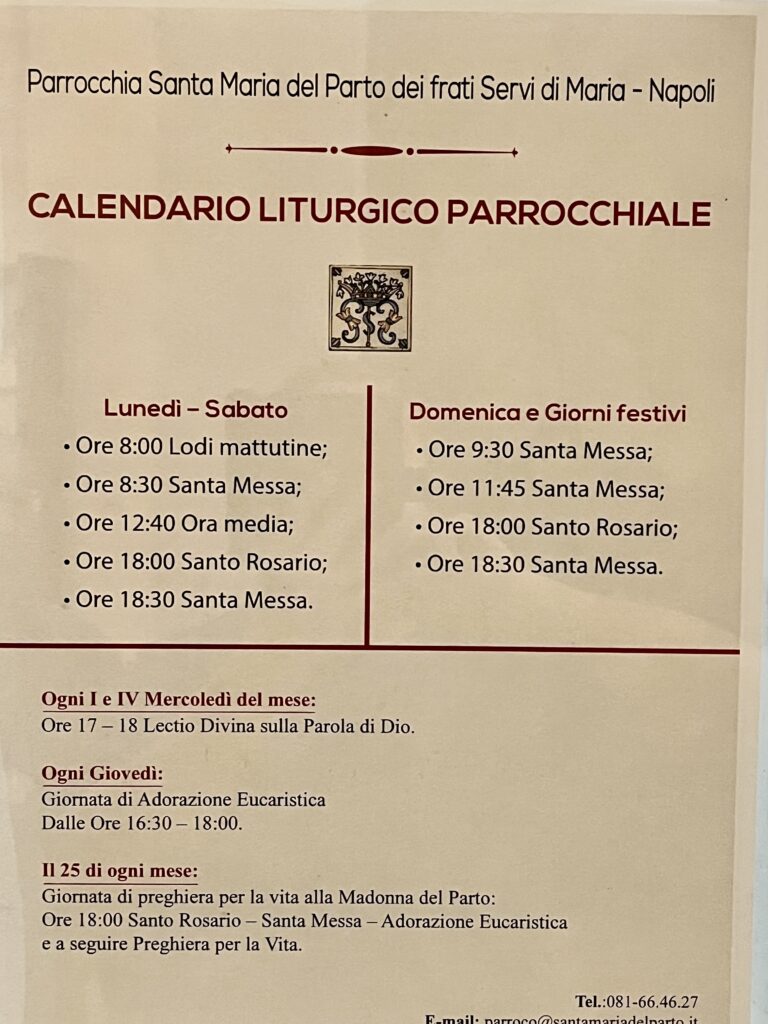 Parrocchia Santa Maria del Parto dei frati Servi di Maria - Napoli
CALENDARIO LITURGICO PARROCCHIALE
Lunedì – Sabato
• Ore 8:00 Lodi mattutine;
• Ore 8:30 Santa Messa;
• Ore 12:40 Ora media;
• Ore 18:00 Santo Rosario;
• Ore 18:30 Santa Messa.
Domenica e Giorni festivi
• Ore 9:30 Santa Messa;
• Ore 11:45 Santa Messa;
• Ore 18:00 Santo Rosario;
• Ore 18:30 Santa Messa.
Ogni I e IV Mercoledì del mese:
Ore 17 – 18 Lectio Divina sulla Parola di Dio.
Ogni Giovedì:
Giornata di Adorazione Eucaristica
Dalle Ore 16:30 – 18:00.
Il 25 di ogni mese:
Giornata di preghiera per la vita alla Madonna del Parto:
Ore 18:00 Santo Rosario – Santa Messa – Adorazione Eucaristica
e a seguire Preghiera per la Vita.
Tel.:081-66.46.27
E-mail: parroco@santamariadelparto.it